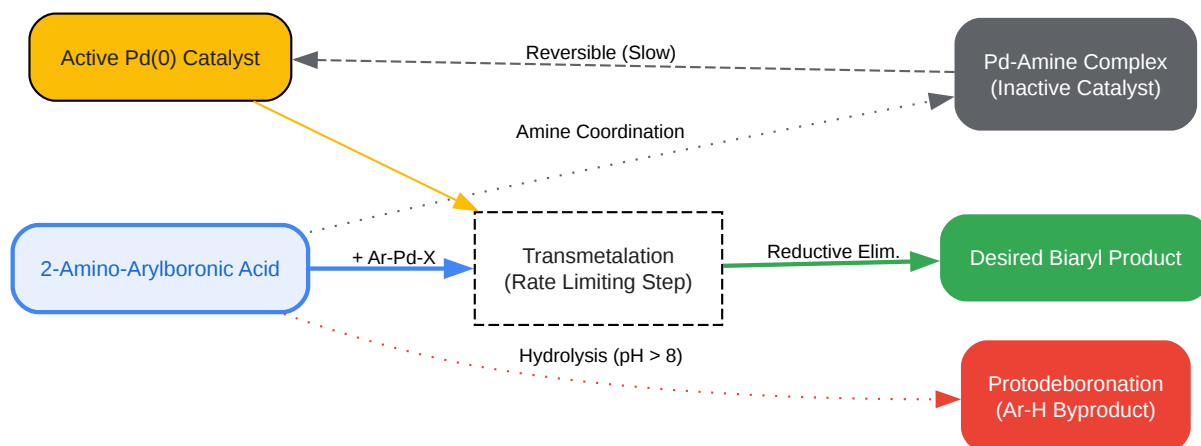 Active Pd(0) Catalyst
Reversible (Slow)
Pd-Amine Complex
(Inactive Catalyst)
Amine Coordination
2-Amino-Arylboronic Acid
+ Ar-Pd-X
Transmetalation
(Rate Limiting Step)
Reductive Elim.
Desired Biaryl Product
Hydrolysis (pH > 8)
Protodeboronation
(Ar-H Byproduct)